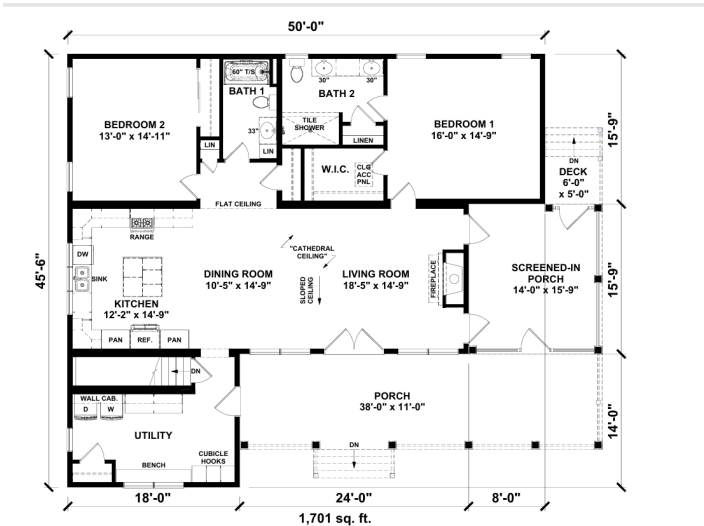 50'-0"
60" T/S
BATH 1
30"
30"
BATH 2
BEDROOM 2
13'-0" x 14'-11"
TILE
SHOWER
33"
BEDROOM 1
16'-0" x 14'-9"
15'-9"
LIN
LIN
LINEN
W.I.C.
CLG
ACC
PNL
DN
DECK
6'-0"
x 5'-0"
FLAT CEILING
RANGE
DW
SINK
"CATHEDRAL
CEILING"
DINING ROOM
10'-5" x 14'-9"
SLOPED
CEILING
LIVING ROOM
18'-5" x 14'-9"
FIREPLACE
SCREENED-IN
PORCH
14'-0" x 15'-9"
15'-9"
45'-6"
KITCHEN
12'-2" x 14'-9"
PAN
REF.
PAN
DN
WALL CAB.
D
W
PORCH
38'-0" x 11'-0"
14'-0"
UTILITY
BENCH
CUBICLE
HOOKS
DN
18'-0"
24'-0"
8'-0"
1,701 sq. ft.